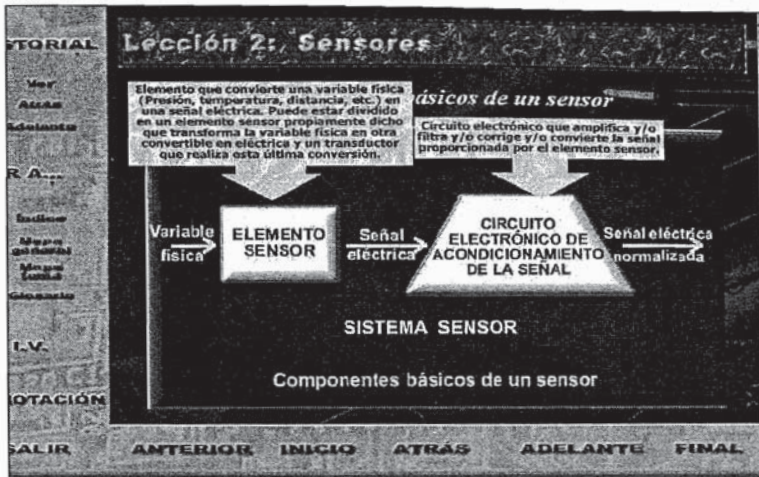 TORIAL
Lección 2: Sensores
Ver
Atrás
Adelante
R A...
Índice
Mapa
general
Mapa
Glosario
I.V.
OTACIÓN
SALIR
Elemento que convierte una variable física
(Presión, temperatura, distancia, etc.) en
una señal eléctrica. Puede estar dividido
en un elemento sensor propiamente dicho
que transforma la variable física en otra
convertible en eléctrica y un transductor
que realiza esta última conversión.
ásicos de un sensor
Circuito electrónico que amplifica y/o
filtra y/o corrige y/o convierte la señal
proporcionada por el elemento sensor.
Variable
física
ELEMENTO
SENSOR
Señal
eléctrica
CIRCUITO
ELECTRÓNICO DE
ACONDICIONAMIENTO
DE LA SEÑAL
Señal eléctrica
normalizada
SISTEMA SENSOR
Componentes básicos de un sensor
ANTERIOR INICIO ATRÁS ADELANTE FINAL